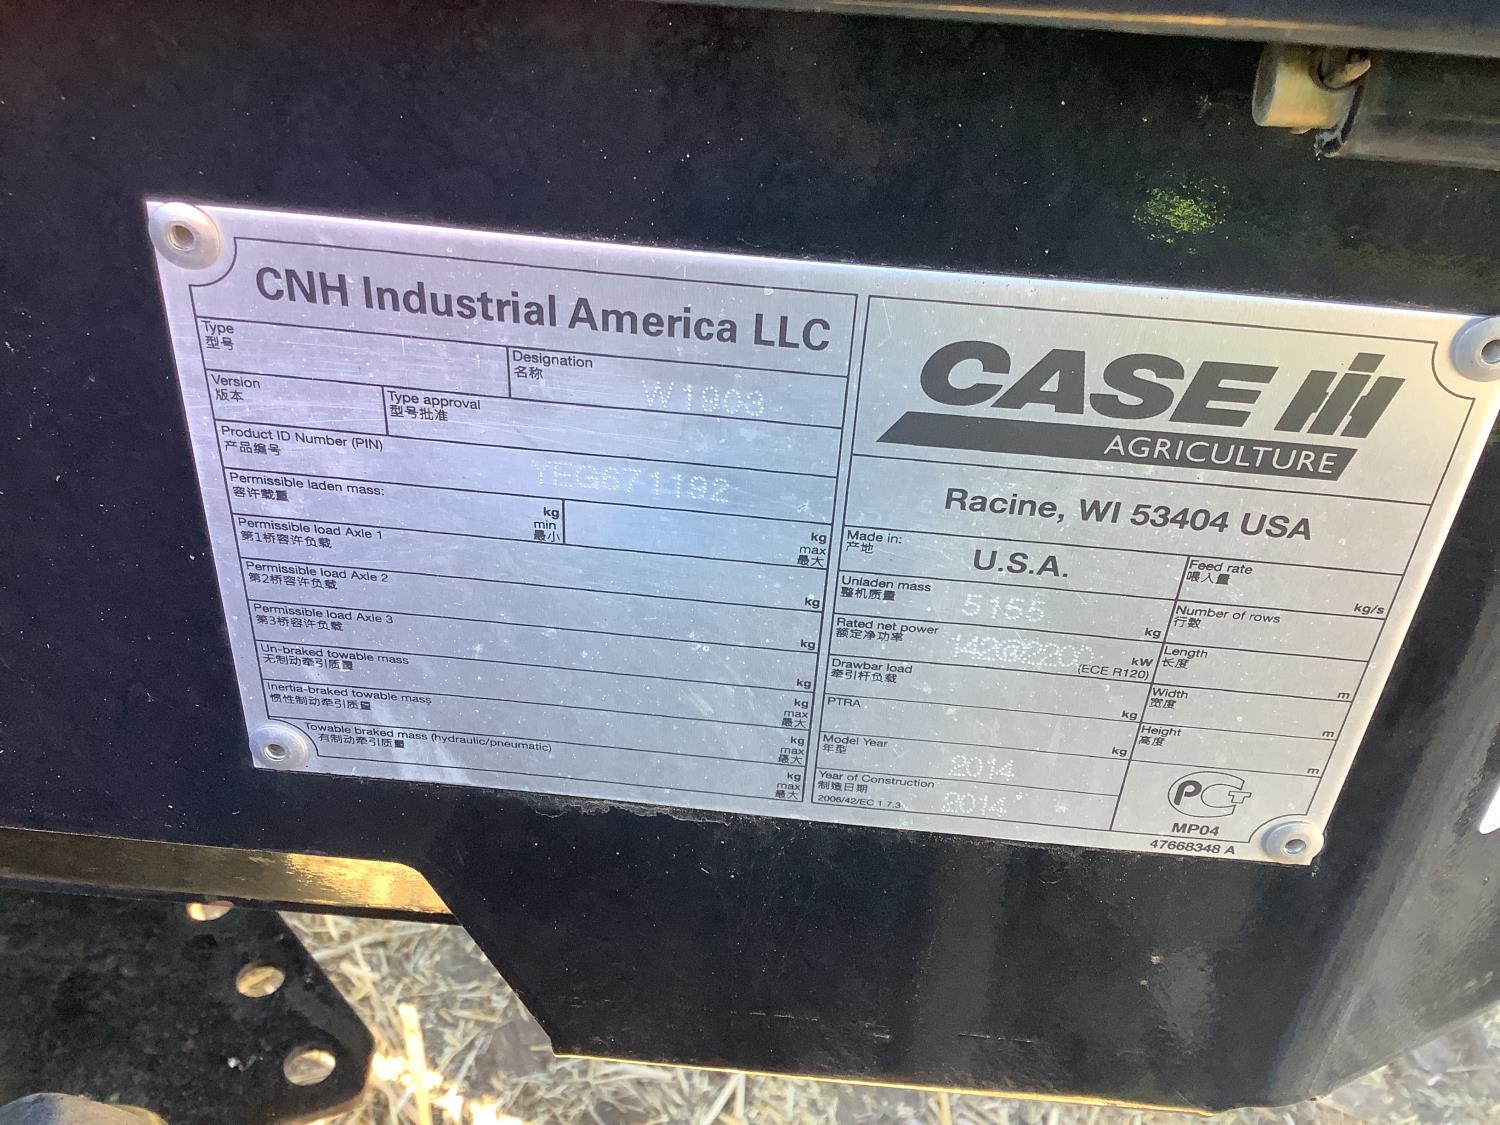 CNH Industrial America LLC
Type
型号
Designation
名称
W1903
Version
版本
Type approval
型号批准
Product ID Number (PIN)
产品编号
YEG671192
Permissible laden mass:
容许载量
kg
min
最小
kg
max
最大
Permissible load Axle 1
第1桥容许负载
kg
Permissible load Axle 2
第2桥容许负载
kg
Permissible load Axle 3
第3桥容许负载
kg
Un-braked towable mass
无制动牵引质量
kg
max
最大
Inertia-braked towable mass
惯性制动牵引质量
kg
max
最大
Towable braked mass (hydraulic/pneumatic)
有制动牵引质量
kg
max
最大
CASE IH
AGRICULTURE
Racine, WI 53404 USA
Made in:
产地
U.S.A.
Unladen mass
整机质量
5155
kg
Rated net power
额定净功率
142@2200
kW
(ECE R120)
Drawbar load
牵引杆负载
kg
PTRA
kg
Model Year
年型
2014
Year of Construction
制造日期
2006/42/EC 1.7.3
2014
Feed rate
喂入量
kg/s
Number of rows
行数
Length
长度
m
Width
宽度
m
Height
高度
m
PCT
MP04
47668348 A